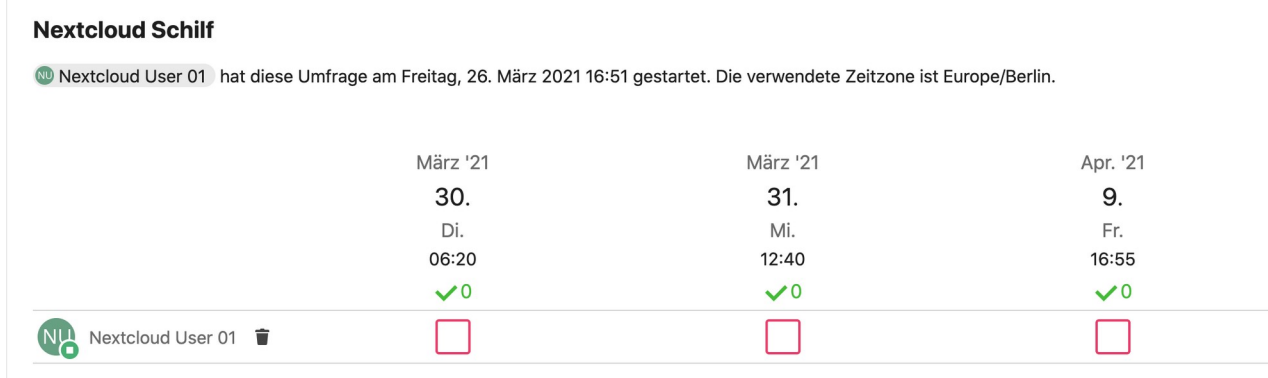 Nextcloud Schilf
NU Nextcloud User 01 hat diese Umfrage am Freitag, 26. März 2021 16:51 gestartet. Die verwendete Zeitzone ist Europe/Berlin.
März '21 März '21 Apr. '21
30. 31. 9.
Di. Mi. Fr.
06:20 12:40 16:55
0 0 0
NU Nextcloud User 01